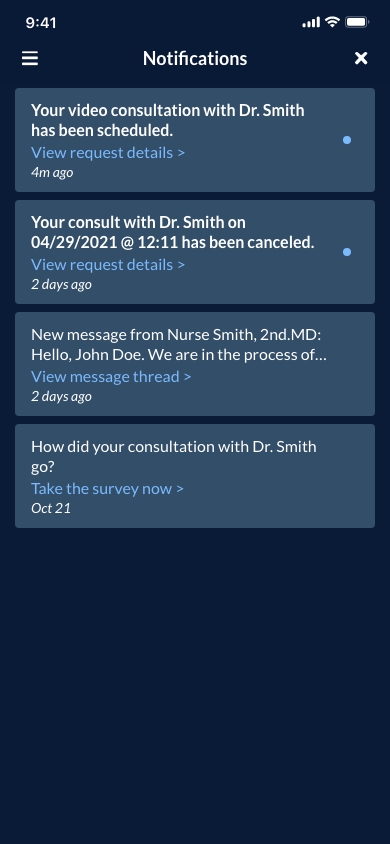 9:41
Notifications
Your video consultation with Dr. Smith
has been scheduled.
View request details >
4m ago
Your consult with Dr. Smith on
04/29/2021 @ 12:11 has been canceled.
View request details >
2 days ago
New message from Nurse Smith, 2nd.MD:
Hello, John Doe. We are in the process of...
View message thread >
2 days ago
How did your consultation with Dr. Smith
go?
Take the survey now >
Oct 21